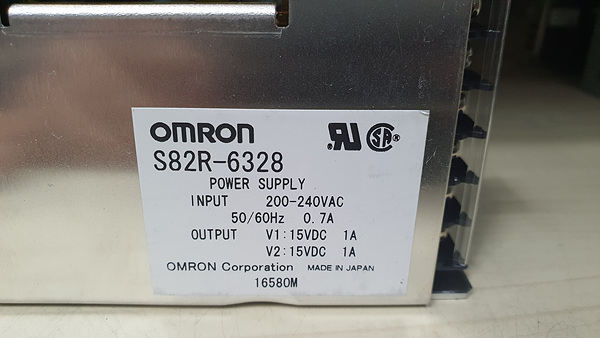 OMRON
S82R-6328
POWER SUPPLY
INPUT 200-240VAC
50/60Hz 0.7A
OUTPUT V1:15VDC 1A
V2:15VDC 1A
OMRON Corporation MADE IN JAPAN
16580M